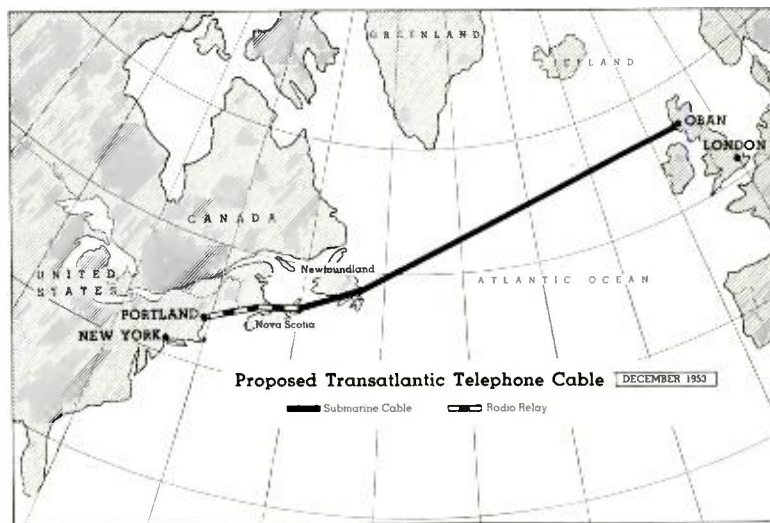 GREENLAND
ICELAND
OBAN
LONDON
CANADA
Newfoundland
UNITED
STATES
ATLANTIC OCEAN
PORTLAND
Nova Scotia
NEW YORK
Proposed Transatlantic Telephone Cable DECEMBER 1953
Submarine Cable Radio Relay